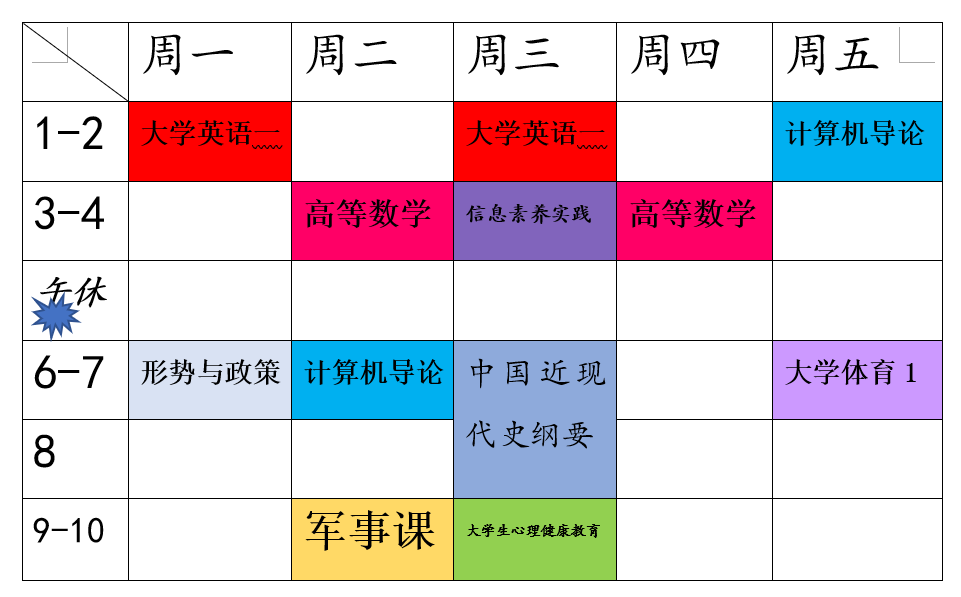 周一 周二 周三 周四 周五
1-2 大学英语一 大学英语一 计算机导论
3-4 高等数学 信息素养实践 高等数学
午休
6-7 形势与政策 计算机导论 中国近现 大学体育1
8 代史纲要
9-10 军事课 大学生心理健康教育